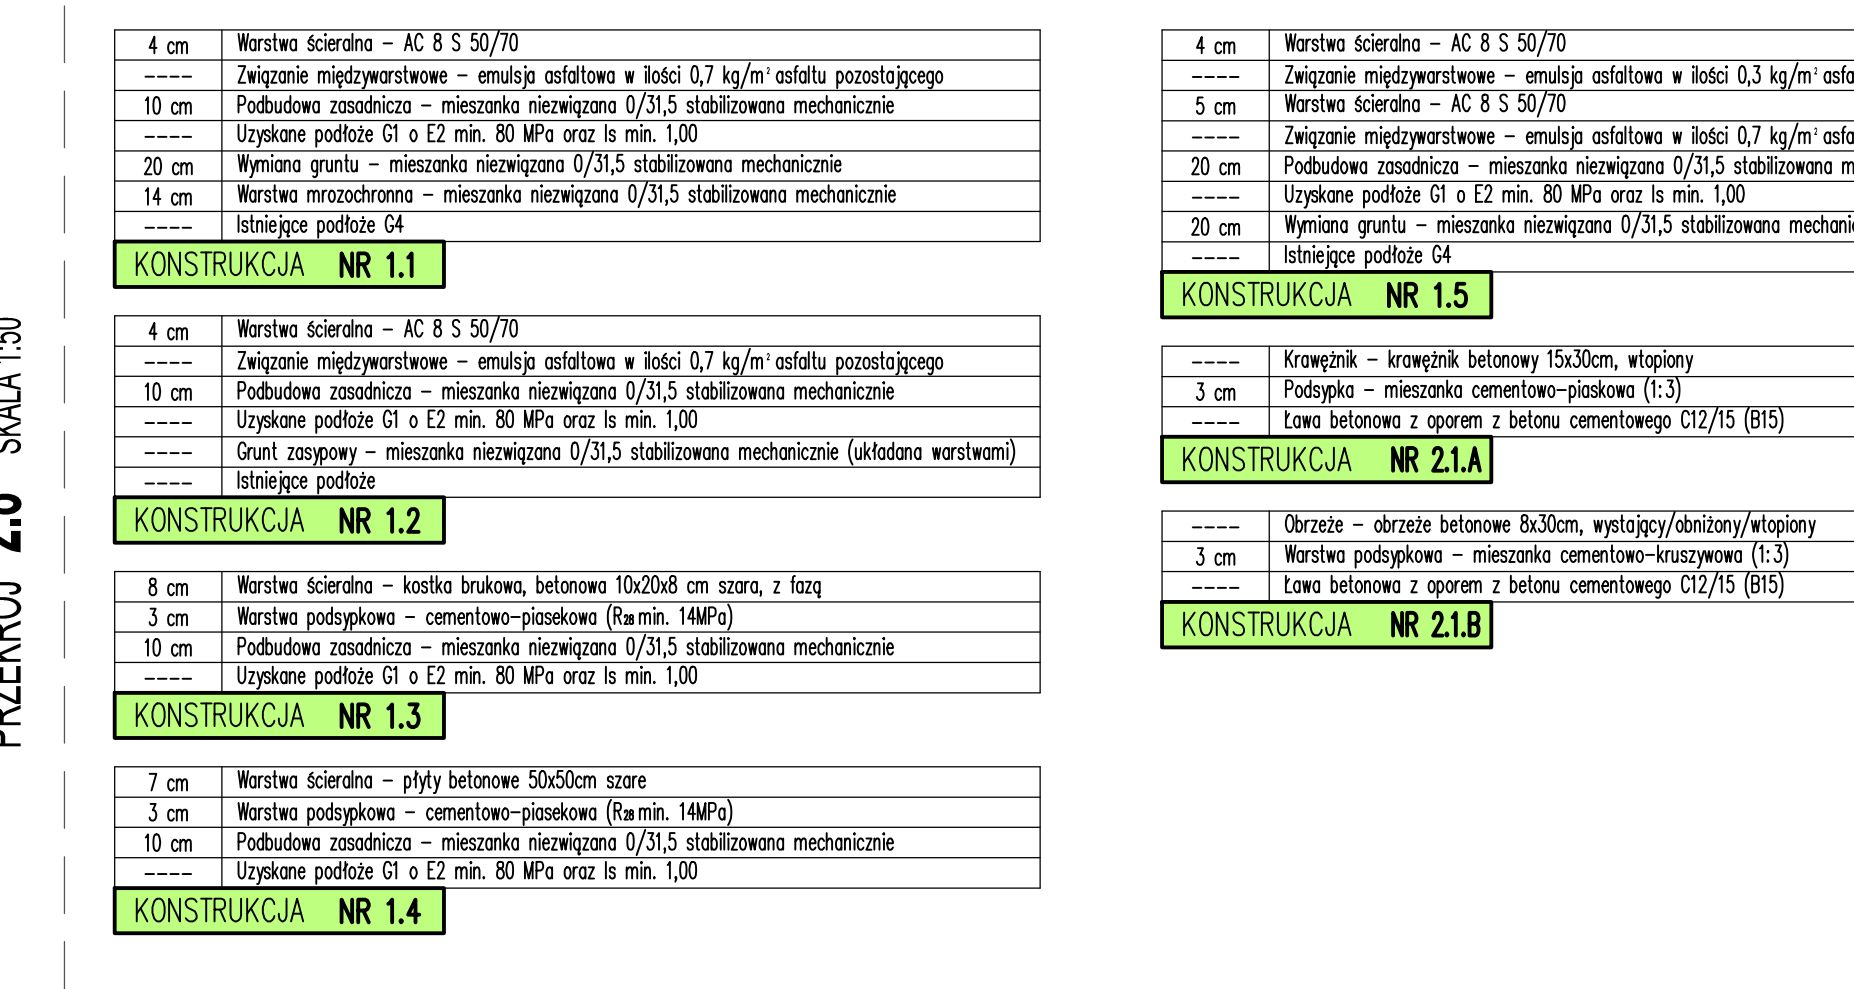 4 cm Warstwa ścieralna – AC 8 S 50/70
---- Związanie międzywarstwowe – emulsja asfaltowa w ilości 0,7 kg/m² asfaltu pozostającego
10 cm Podbudowa zasadnicza – mieszanka niezwiązana 0/31,5 stabilizowana mechanicznie
---- Uzyskane podłoże G1 o E2 min. 80 MPa oraz Is min. 1,00
20 cm Wymiana gruntu – mieszanka niezwiązana 0/31,5 stabilizowana mechanicznie
14 cm Warstwa mrozochronna – mieszanka niezwiązana 0/31,5 stabilizowana mechanicznie
---- Istniejące podłoże G4
KONSTRUKCJA NR 1.1
4 cm Warstwa ścieralna – AC 8 S 50/70
---- Związanie międzywarstwowe – emulsja asfaltowa w ilości 0,7 kg/m² asfaltu pozostającego
10 cm Podbudowa zasadnicza – mieszanka niezwiązana 0/31,5 stabilizowana mechanicznie
---- Uzyskane podłoże G1 o E2 min. 80 MPa oraz Is min. 1,00
---- Grunt zasypowy – mieszanka niezwiązana 0/31,5 stabilizowana mechanicznie (układana warstwami)
---- Istniejące podłoże
KONSTRUKCJA NR 1.2
8 cm Warstwa ścieralna – kostka brukowa, betonowa 10x20x8 cm szara, z fazą
3 cm Warstwa podsypkowa – cementowo-piasekowa (R28 min. 14MPa)
10 cm Podbudowa zasadnicza – mieszanka niezwiązana 0/31,5 stabilizowana mechanicznie
---- Uzyskane podłoże G1 o E2 min. 80 MPa oraz Is min. 1,00
KONSTRUKCJA NR 1.3
7 cm Warstwa ścieralna – płyty betonowe 50x50cm szare
3 cm Warstwa podsypkowa – cementowo-piasekowa (R28 min. 14MPa)
10 cm Podbudowa zasadnicza – mieszanka niezwiązana 0/31,5 stabilizowana mechanicznie
---- Uzyskane podłoże G1 o E2 min. 80 MPa oraz Is min. 1,00
KONSTRUKCJA NR 1.4
4 cm Warstwa ścieralna – AC 8 S 50/70
---- Związanie międzywarstwowe – emulsja asfaltowa w ilości 0,3 kg/m² asfa
5 cm Warstwa ścieralna – AC 8 S 50/70
---- Związanie międzywarstwowe – emulsja asfaltowa w ilości 0,7 kg/m² asfa
20 cm Podbudowa zasadnicza – mieszanka niezwiązana 0/31,5 stabilizowana m
---- Uzyskane podłoże G1 o E2 min. 80 MPa oraz Is min. 1,00
20 cm Wymiana gruntu – mieszanka niezwiązana 0/31,5 stabilizowana mechani
---- Istniejące podłoże G4
KONSTRUKCJA NR 1.5
---- Krawężnik – krawężnik betonowy 15x30cm, wtopiony
3 cm Podsypka – mieszanka cementowo-piaskowa (1:3)
---- Ława betonowa z oporem z betonu cementowego C12/15 (B15)
KONSTRUKCJA NR 2.1.A
---- Obrzeże – obrzeże betonowe 8x30cm, wystający/obniżony/wtopiony
3 cm Warstwa podsypkowa – mieszanka cementowo-kruszywowa (1:3)
---- Ława betonowa z oporem z betonu cementowego C12/15 (B15)
KONSTRUKCJA NR 2.1.B
PRZEKRÓJ SKALA 1:50